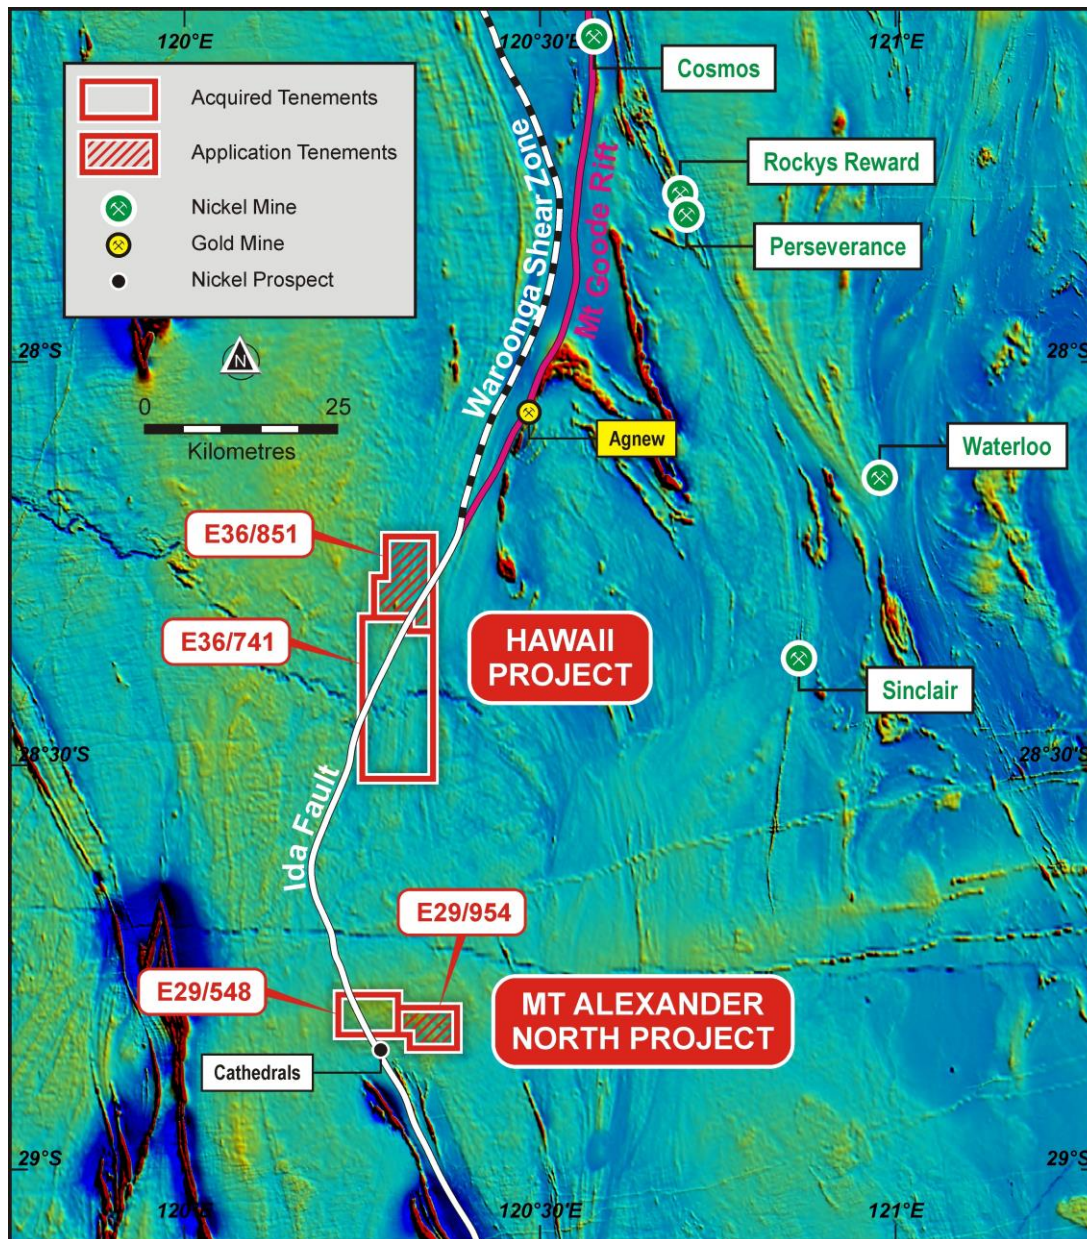 120°E
120°30'E
121°E
Cosmos
Acquired Tenements
Application Tenements
Nickel Mine
Gold Mine
Nickel Prospect
Rockys Reward
Perseverance
Waroonga Shear Zone
Mt Goode Rift
28°S
28°S
N
0
25
Kilometres
Agnew
Waterloo
E36/851
E36/741
HAWAII
PROJECT
Sinclair
28°30'S
28°30'S
Ida Fault
E29/954
E29/548
MT ALEXANDER
NORTH PROJECT
Cathedrals
29°S
29°S
120°E
120°30'E
121°E